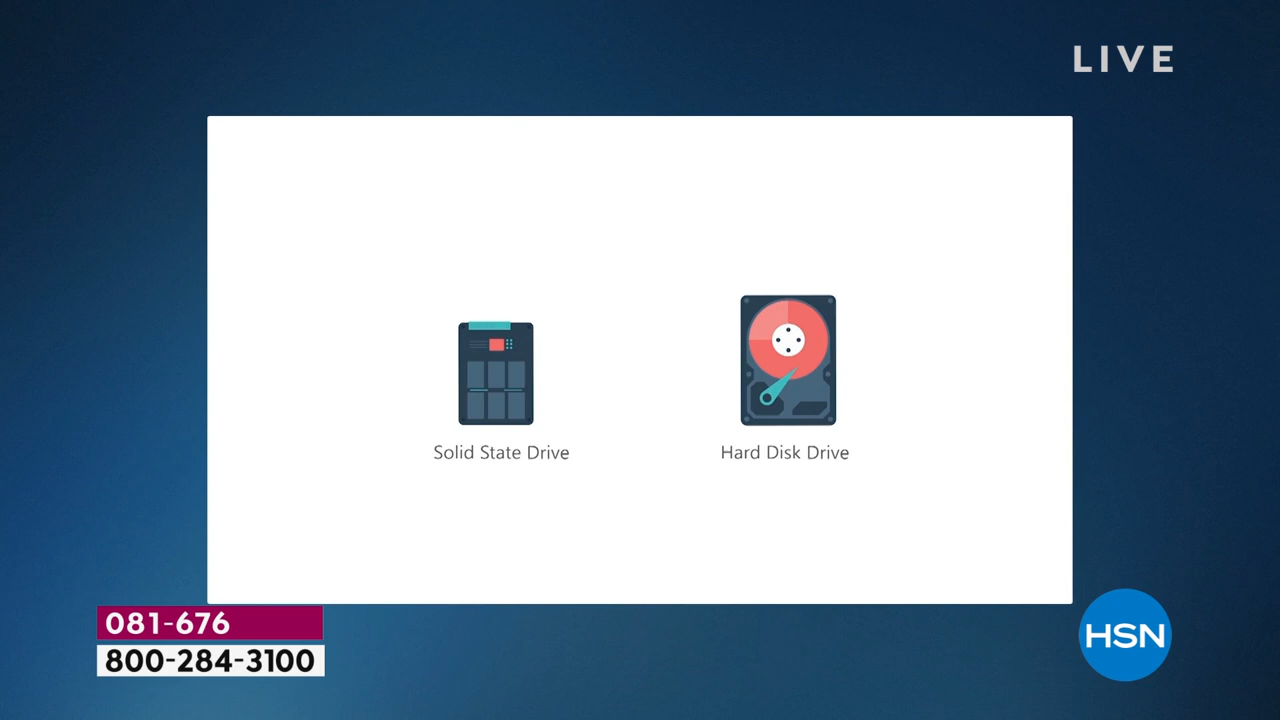 LIVE
Solid State Drive
Hard Disk Drive
081-676
800-284-3100
HSN